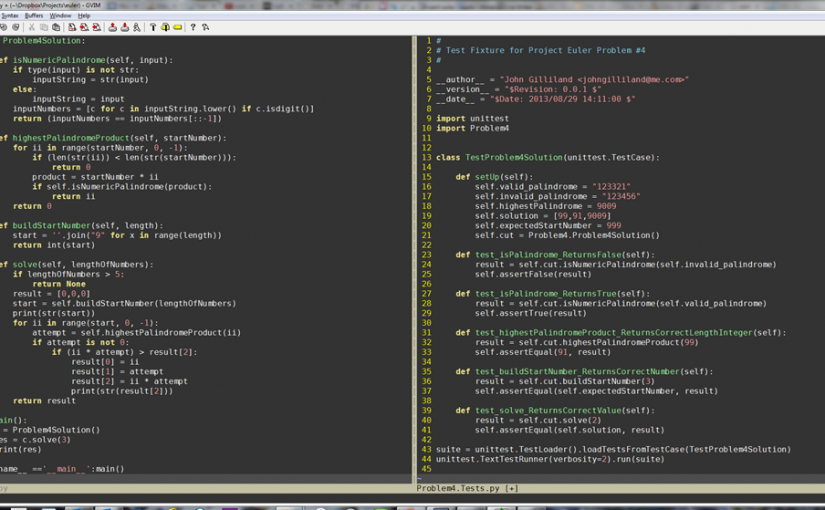 y + (~\Dropbox\Projects\euler) - GVIM
Syntax Buffers Window Help
Problem4Solution:
ef isNumericPalindrome(self, input):
if type(input) is not str:
inputString = str(input)
else:
inputString = input
inputNumbers = [c for c in inputString.lower() if c.isdigit()]
return (inputNumbers == inputNumbers[::-1])
ef highestPalindromeProduct(self, startNumber):
for ii in range(startNumber, 0, -1):
if (len(str(ii)) < len(str(startNumber))):
return 0
product = startNumber * ii
if self.isNumericPalindrome(product):
return ii
return 0
ef buildStartNumber(self, length):
start = ''.join("9" for x in range(length))
return int(start)
ef solve(self, lengthOfNumbers):
if lengthOfNumbers > 5:
return None
result = [0,0,0]
start = self.buildStartNumber(lengthOfNumbers)
print(str(start))
for ii in range(start, 0, -1):
attempt = self.highestPalindromeProduct(ii)
if attempt is not 0:
if (ii * attempt) > result[2]:
result[0] = ii
result[1] = attempt
result[2] = ii * attempt
print(str(result[2]))
return result
ain():
= Problem4Solution()
es = c.solve(3)
rint(res)
name__ =='__main__':main()
py
1 #
2 # Test Fixture for Project Euler Problem #4
3 #
4
5 __author__ = "John Gilliland <johngilliland@me.com>"
6 __version__ = "$Revision: 0.0.1 $"
7 __date__ = "$Date: 2013/08/29 14:11:00 $"
8
9 import unittest
10 import Problem4
11
12
13 class TestProblem4Solution(unittest.TestCase):
14
15 def setUp(self):
16 self.valid_palindrome = "123321"
17 self.invalid_palindrome = "123456"
18 self.highestPalindrome = 9009
19 self.solution = [99,91,9009]
20 self.expectedStartNumber = 999
21 self.cut = Problem4.Problem4Solution()
22
23 def test_isPalindrome_ReturnsFalse(self):
24 result = self.cut.isNumericPalindrome(self.invalid_palindrome)
25 self.assertFalse(result)
26
27 def test_isPalindrome_ReturnsTrue(self):
28 result = self.cut.isNumericPalindrome(self.valid_palindrome)
29 self.assertTrue(result)
30
31 def test_highestPalindromeProduct_ReturnsCorrectLengthInteger(self):
32 result = self.cut.highestPalindromeProduct(99)
33 self.assertEqual(91, result)
34
35 def test_buildStartNumber_ReturnsCorrectNumber(self):
36 result = self.cut.buildStartNumber(3)
37 self.assertEqual(self.expectedStartNumber, result)
38
39 def test_solve_ReturnsCorrectValue(self):
40 result = self.cut.solve(2)
41 self.assertEqual(self.solution, result)
42
43 suite = unittest.TestLoader().loadTestsFromTestCase(TestProblem4Solution)
44 unittest.TextTestRunner(verbosity=2).run(suite)
45
~
Problem4.Tests.py [+]